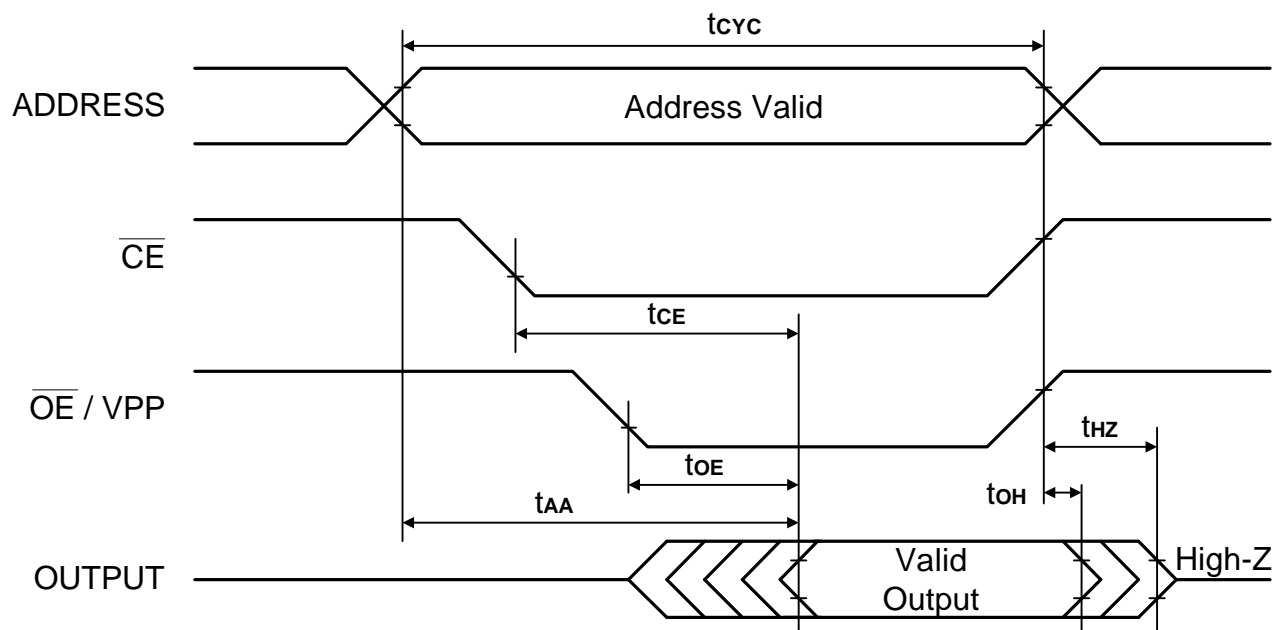 tCYC
ADDRESS
Address Valid
CE
tCE
OE / VPP
tHZ
tOE
tOH
tAA
OUTPUT
Valid
Output
High-Z